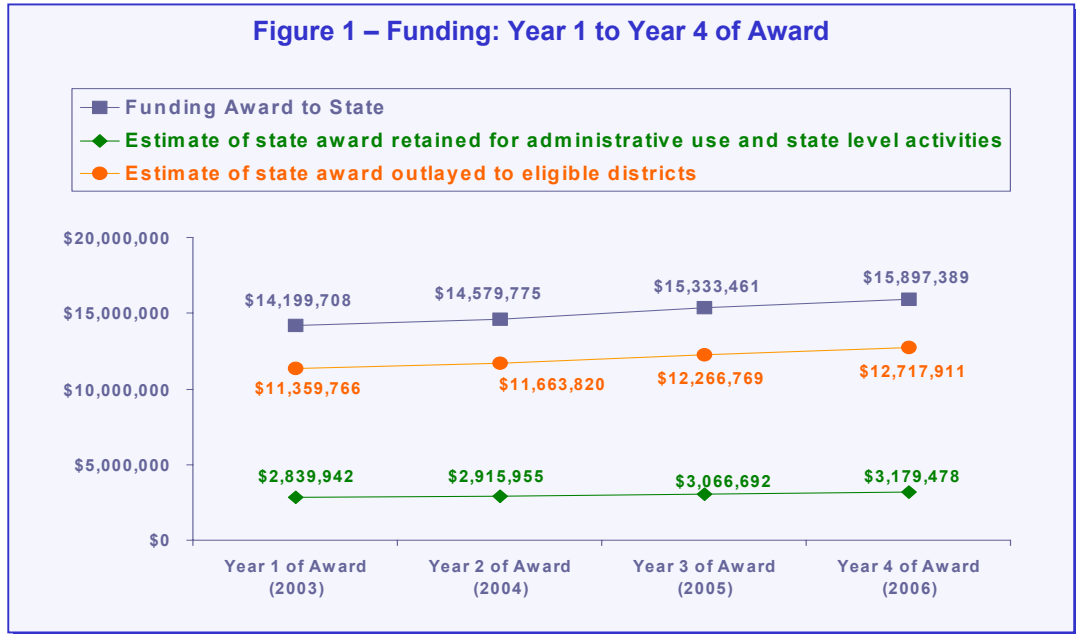 Figure 1 – Funding: Year 1 to Year 4 of Award
Funding Award to State
Estimate of state award retained for administrative use and state level activities
Estimate of state award outlayed to eligible districts
$20,000,000
$15,000,000
$10,000,000
$5,000,000
$0
$14,199,708
$14,579,775
$15,333,461
$15,897,389
$11,359,766
$11,663,820
$12,266,769
$12,717,911
$2,839,942
$2,915,955
$3,066,692
$3,179,478
Year 1 of Award
(2003)
Year 2 of Award
(2004)
Year 3 of Award
(2005)
Year 4 of Award
(2006)